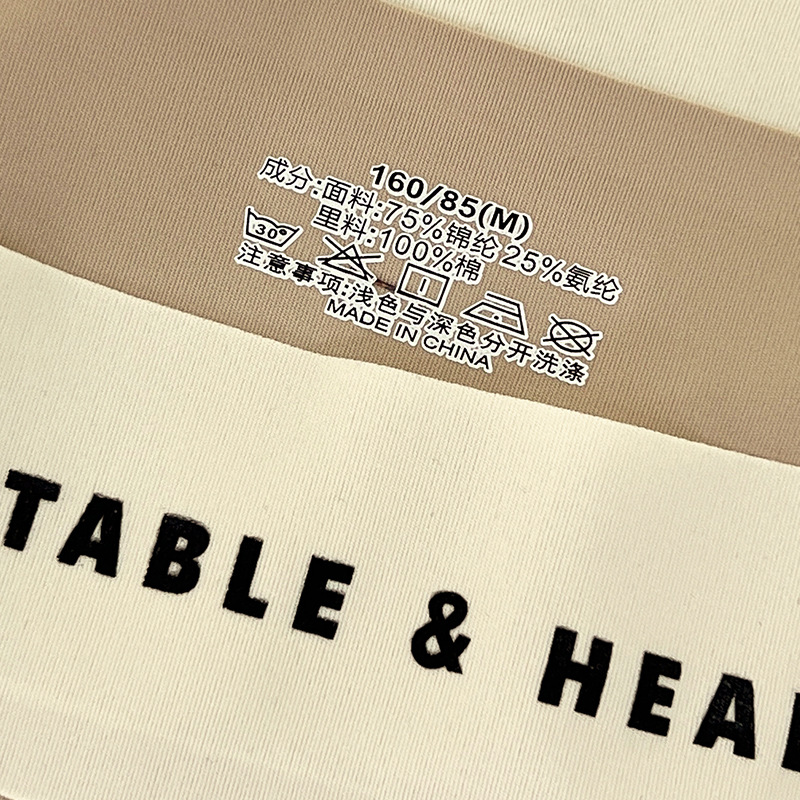 160/85(M)
成分:面料:75%锦纶 25%氨纶
里料:100%棉
30°
注意事项:浅色与深色分开洗涤
MADE IN CHINA
TABLE & HEA